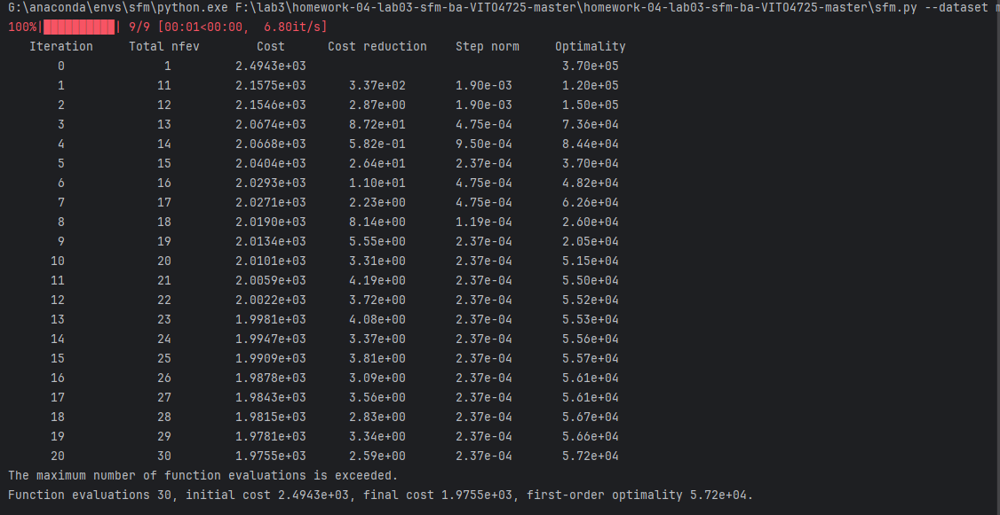 G:\anaconda\envs\sfm\python.exe F:\lab3\homework-04-lab03-sfm-ba-VITO4725-master\homework-04-lab03-sfm-ba-VITO4725-master\sfm.py --dataset m
100%|██████████| 9/9 [00:01<00:00,  6.80it/s]
Iteration Total nfev Cost Cost reduction Step norm Optimality
0 1 2.4943e+03 3.70e+05
1 11 2.1575e+03 3.37e+02 1.90e-03 1.20e+05
2 12 2.1546e+03 2.87e+00 1.90e-03 1.50e+05
3 13 2.0674e+03 8.72e+01 4.75e-04 7.36e+04
4 14 2.0668e+03 5.82e-01 9.50e-04 8.44e+04
5 15 2.0404e+03 2.64e+01 2.37e-04 3.70e+04
6 16 2.0293e+03 1.10e+01 4.75e-04 4.82e+04
7 17 2.0271e+03 2.23e+00 4.75e-04 6.26e+04
8 18 2.0190e+03 8.14e+00 1.19e-04 2.60e+04
9 19 2.0134e+03 5.55e+00 2.37e-04 2.05e+04
10 20 2.0101e+03 3.31e+00 2.37e-04 5.15e+04
11 21 2.0059e+03 4.19e+00 2.37e-04 5.50e+04
12 22 2.0022e+03 3.72e+00 2.37e-04 5.52e+04
13 23 1.9981e+03 4.08e+00 2.37e-04 5.53e+04
14 24 1.9947e+03 3.37e+00 2.37e-04 5.56e+04
15 25 1.9909e+03 3.81e+00 2.37e-04 5.57e+04
16 26 1.9878e+03 3.09e+00 2.37e-04 5.61e+04
17 27 1.9843e+03 3.56e+00 2.37e-04 5.61e+04
18 28 1.9815e+03 2.83e+00 2.37e-04 5.67e+04
19 29 1.9781e+03 3.34e+00 2.37e-04 5.66e+04
20 30 1.9755e+03 2.59e+00 2.37e-04 5.72e+04
The maximum number of function evaluations is exceeded.
Function evaluations 30, initial cost 2.4943e+03, final cost 1.9755e+03, first-order optimality 5.72e+04.